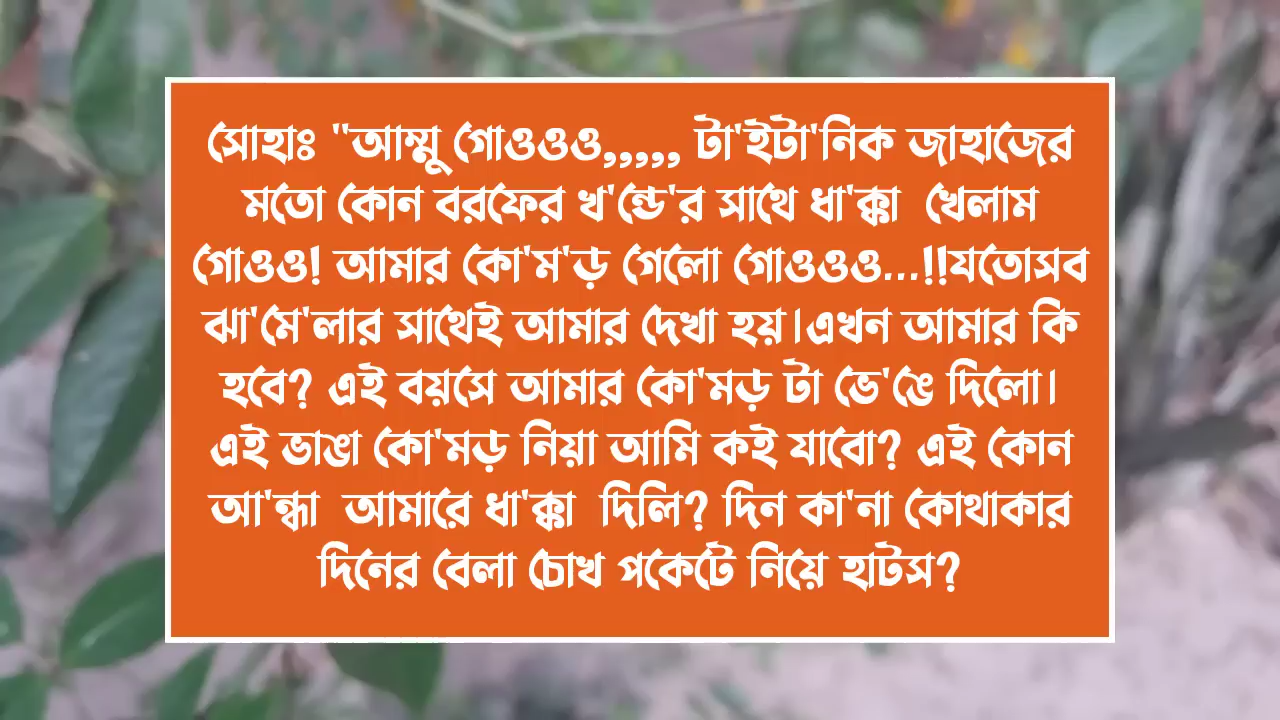 সোহাঃ "আম্মু গোওওও,,,,, টা'ইটা'নিক জাহাজের
মতো কোন বরফের খ'ন্ডে'র সাথে ধা'ক্কা খেলাম
গোওও! আমার কো'ম'ড় গেলো গোওওও...!!যতোসব
ঝা'মে'লার সাথেই আমার দেখা হয়।এখন আমার কি
হবে? এই বয়সে আমার কো'মড় টা ভে'ঙে দিলো।
এই ভাঙা কো'মড় নিয়া আমি কই যাবো? এই কোন
আ'ন্ধা আমারে ধা'ক্কা দিলি? দিন কা'না কোথাকার
দিনের বেলা চোখ পকেটে নিয়ে হাটস?